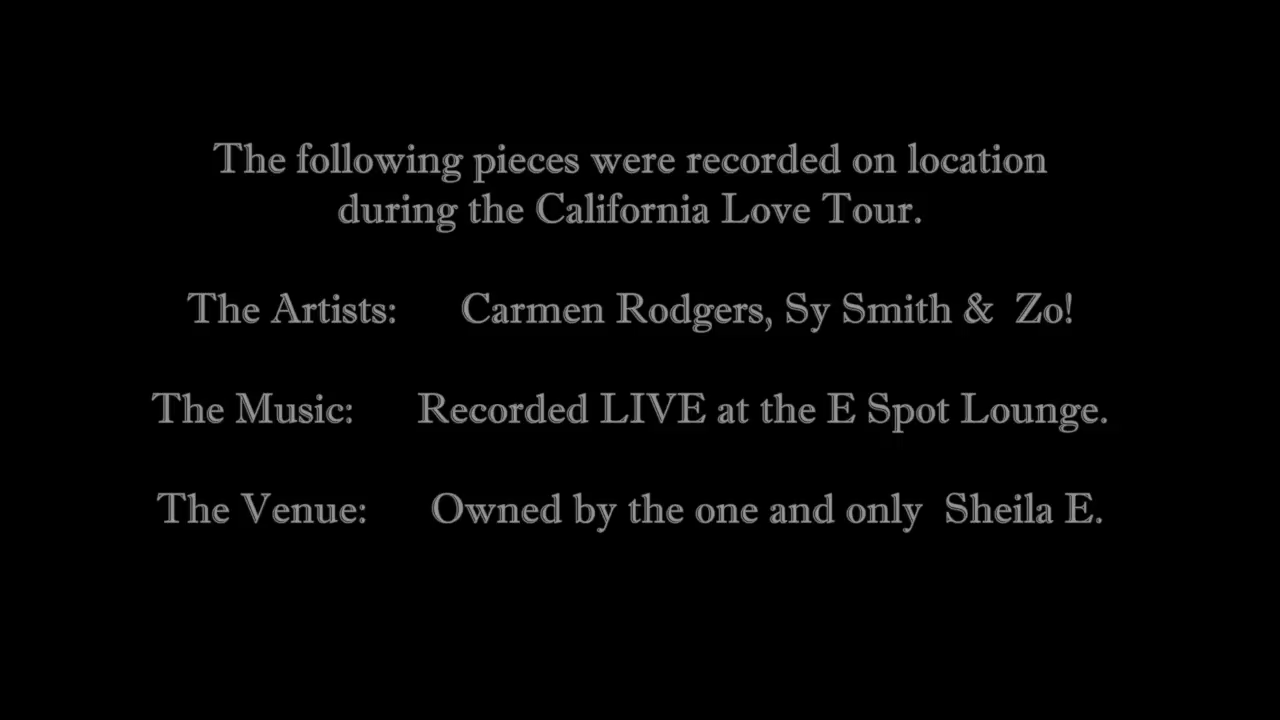 The following pieces were recorded on location
during the California Love Tour.
The Artists: Carmen Rodgers, Sy Smith & Zo!
The Music: Recorded LIVE at the E Spot Lounge.
The Venue: Owned by the one and only Sheila E.